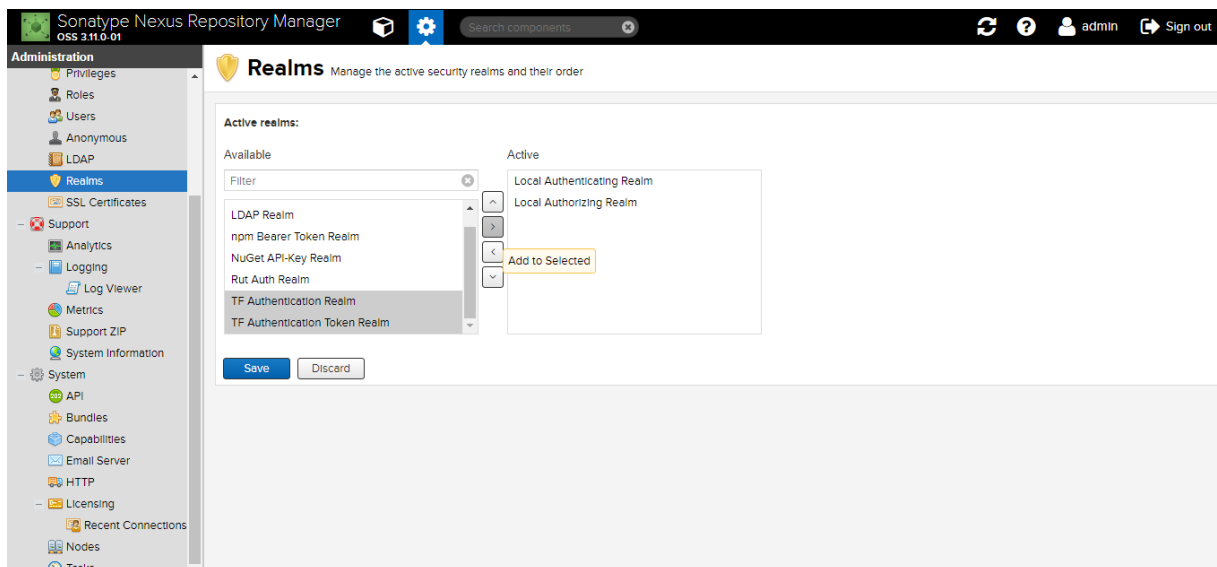 Sonatype Nexus Repository Manager
OSS 3.11.0-01
Search components
admin
Sign out
Administration
Privileges
Roles
Users
Anonymous
LDAP
Realms
SSL Certificates
Support
Analytics
Logging
Log Viewer
Metrics
Support ZIP
System Information
System
API
Bundles
Capabilities
Email Server
HTTP
Licensing
Recent Connections
Nodes
Tasks
Realms Manage the active security realms and their order
Active realms:
Available
Filter
LDAP Realm
npm Bearer Token Realm
NuGet API-Key Realm
Rut Auth Realm
TF Authentication Realm
TF Authentication Token Realm
Active
Local Authenticating Realm
Local Authorizing Realm
Add to Selected
Save
Discard